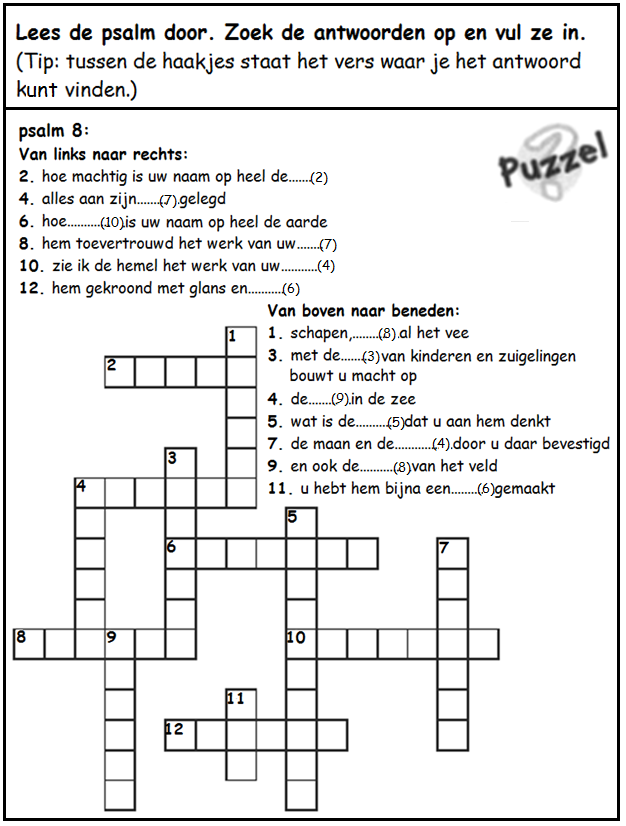 Lees de psalm door. Zoek de antwoorden op en vul ze in.
(Tip: tussen de haakjes staat het vers waar je het antwoord
kunt vinden.)
psalm 8:
Puzzel
?
Van links naar rechts:
2. hoe machtig is uw naam op heel de......(2)
4. alles aan zijn.......(7).gelegd
6. hoe..........(10).is uw naam op heel de aarde
8. hem toevertrouwd het werk van uw.......(7)
10. zie ik de hemel het werk van uw...........(4)
12. hem gekroond met glans en..........(6)
Van boven naar beneden:
1. schapen,........(8).al het vee
3. met de......(3)van kinderen en zuigelingen
bouwt u macht op
4. de.......(9).in de zee
5. wat is de..........(5)dat u aan hem denkt
7. de maan en de............(4).door u daar bevestigd
9. en ook de..........(8)van het veld
11. u hebt hem bijna een........(6)gemaakt
1
2
3
4
5
6
7
8
9
10
11
12